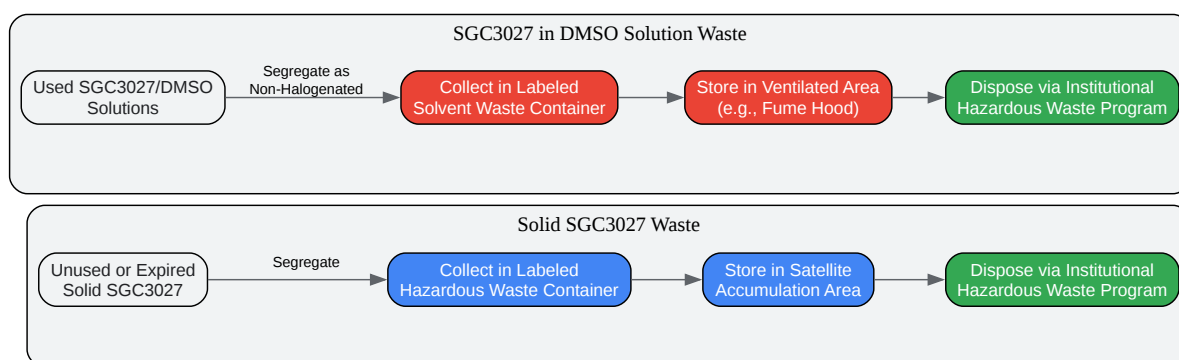 SGC3027 in DMSO Solution Waste
Used SGC3027/DMSO
Solutions
Segregate as
Non-Halogenated
Collect in Labeled
Solvent Waste Container
Store in Ventilated Area
(e.g., Fume Hood)
Dispose via Institutional
Hazardous Waste Program
Solid SGC3027 Waste
Unused or Expired
Solid SGC3027
Segregate
Collect in Labeled
Hazardous Waste Container
Store in Satellite
Accumulation Area
Dispose via Institutional
Hazardous Waste Program